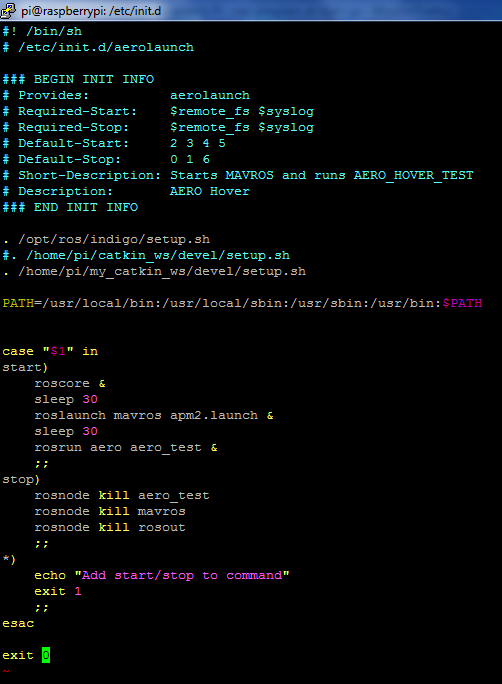 pi@raspberrypi: /etc/init.d
#! /bin/sh
# /etc/init.d/aerolaunch

### BEGIN INIT INFO
# Provides:          aerolaunch
# Required-Start:    $remote_fs $syslog
# Required-Stop:     $remote_fs $syslog
# Default-Start:     2 3 4 5
# Default-Stop:      0 1 6
# Short-Description: Starts MAVROS and runs AERO_HOVER_TEST
# Description:       AERO Hover
### END INIT INFO

. /opt/ros/indigo/setup.sh
#. /home/pi/catkin_ws/devel/setup.sh
. /home/pi/my_catkin_ws/devel/setup.sh

PATH=/usr/local/bin:/usr/local/sbin:/usr/sbin:/usr/bin:$PATH


case "$1" in
start)
    roscore &
    sleep 30
    roslaunch mavros apm2.launch &
    sleep 30
    rosrun aero aero_test &
    ;;
stop)
    rosnode kill aero_test
    rosnode kill mavros
    rosnode kill rosout
    ;;
*)
    echo "Add start/stop to command"
    exit 1
    ;;
esac

exit 0
~